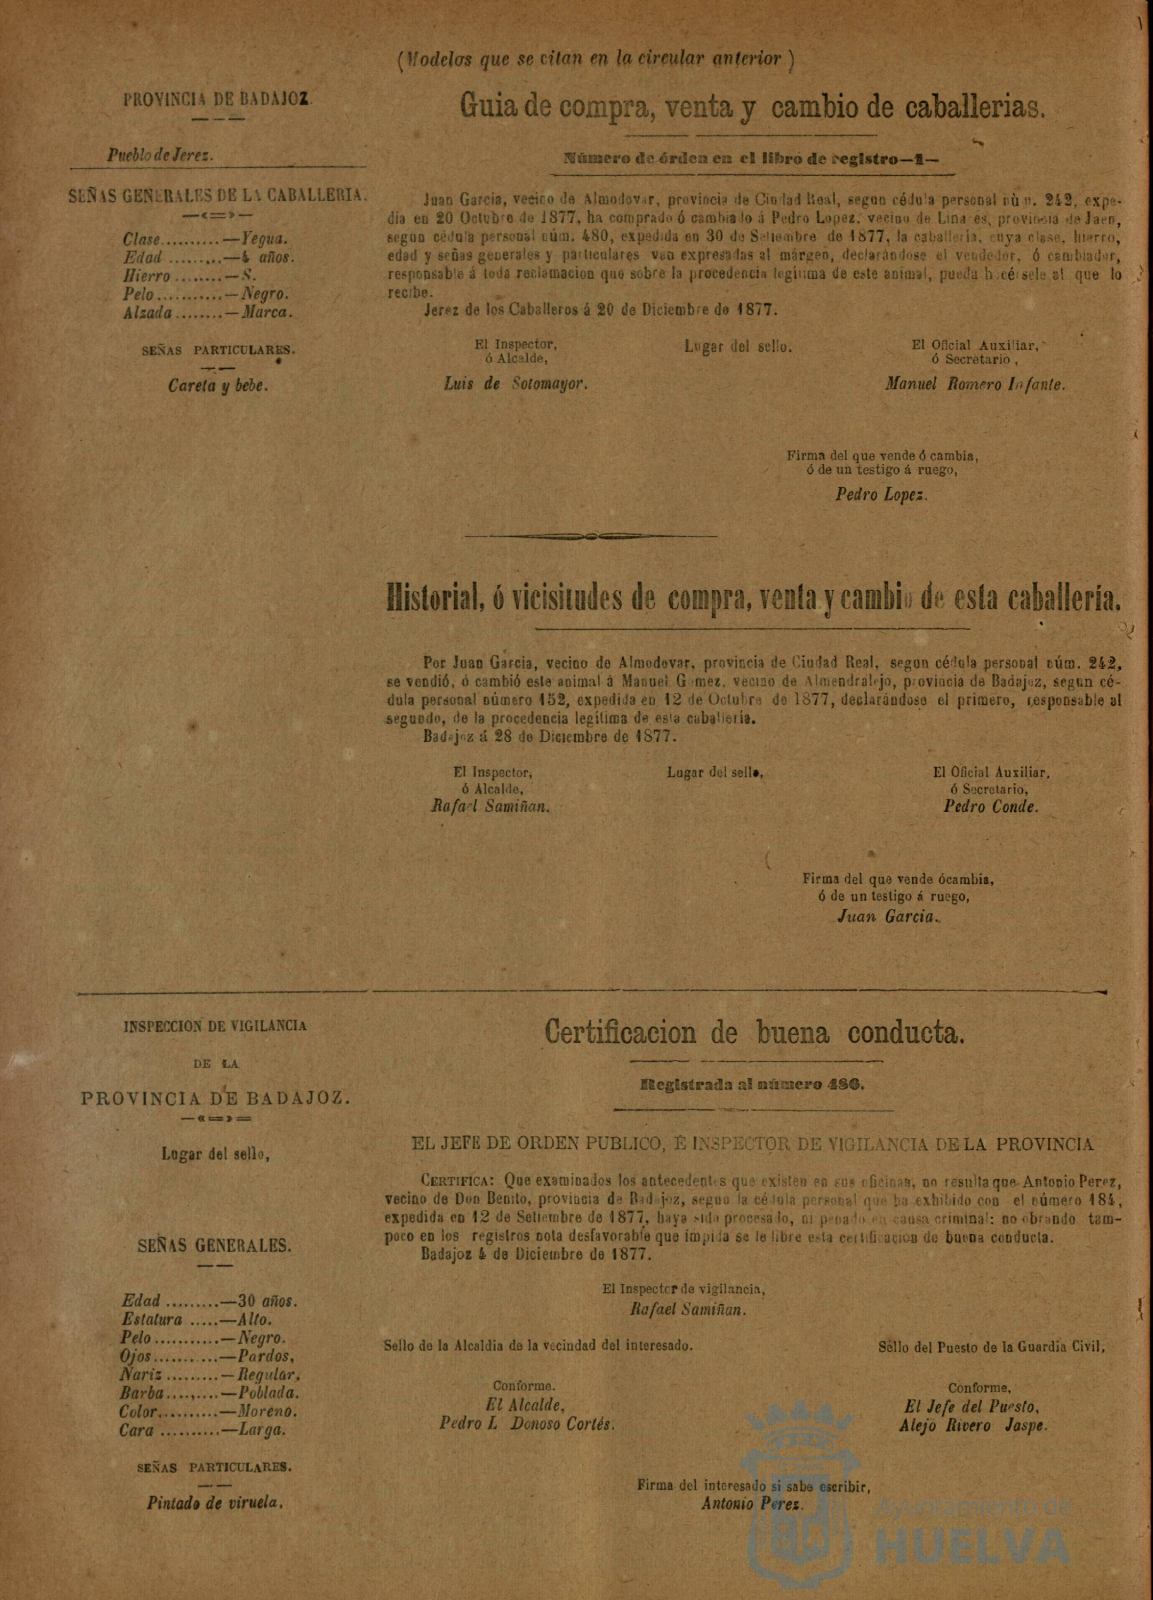 (Modelos que se citan en la circular anterior)
PROVINCIA DE BADAJOZ.
Pueblo de Jerez.
SEÑAS GENERALES DE LA CABALLERIA.
Clase..........—Yegua.
Edad ..........—4 años.
Hierro ........—S.
Pelo...........—Negro.
Alzada........—Marca.
SEÑAS PARTICULARES.
Careta y bebe.
Guia de compra, venta y cambio de caballerias.
Número de órden en el libro de registro—1—
Juan Garcia, vecino de Almodovar, provincia de Ciudad Real, segun cédula personal núm. 242, expe-
dia en 20 Octubre de 1877, ha comprado ó cambiado á Pedro Lopez, vecino de Linares, provincia de Jaen,
segun cédula personal núm. 480, expedida en 30 de Setiembre de 1877, la caballeria, cuya clase, hierro,
edad y señas generales y particulares van expresadas al márgen, declarándose el vendedor, ó cambiador,
responsable á toda reclamacion que sobre la procedencia legítima de este animal, pueda hacérsele al que lo
recibe.
Jerez de los Caballeros á 20 de Diciembre de 1877.
El Inspector,
ó Alcalde,
Luis de Sotomayor.
Lugar del sello.
El Oficial Auxiliar,
ó Secretario,
Manuel Romero Infante.
Firma del que vende ó cambia,
ó de un testigo á ruego,
Pedro Lopez.
Historial, ó vicisitudes de compra, venta y cambio de esta caballería.
Por Juan Garcia, vecino de Almodovar, provincia de Ciudad Real, segun cédula personal núm. 242,
se vendió, ó cambió este animal á Manuel Gomez, vecino de Almendralejo, provincia de Badajoz, segun cé-
dula personal número 152, expedida en 12 de Octubre de 1877, declarándose el primero, responsable al
segundo, de la procedencia legítima de esta caballeria.
Badajoz á 28 de Diciembre de 1877.
El Inspector,
ó Alcalde,
Rafael Samiñan.
Lugar del sello,
El Oficial Auxiliar,
ó Secretario,
Pedro Conde.
Firma del que vende ócambia,
ó de un testigo á ruego,
Juan Garcia.
INSPECCION DE VIGILANCIA
DE LA
PROVINCIA DE BADAJOZ.
Lugar del sello,
SEÑAS GENERALES.
Edad .........—30 años.
Estatura .....—Alto.
Pelo...........—Negro.
Ojos...........—Pardos,
Nariz .........—Regular,
Barba.........—Poblada.
Color..........—Moreno.
Cara ..........—Larga.
SEÑAS PARTICULARES.
Pintado de viruela,
Certificacion de buena conducta.
Registrada al número 486.
EL JEFE DE ORDEN PUBLICO, É INSPECTOR DE VIGILANCIA DE LA PROVINCIA
CERTIFICA: Que examinados los antecedentes que existen en sus oficinas, no resulta que Antonio Perez,
vecino de Don Benito, provincia de Badajoz, segun la cédula personal que ha exhibido con el número 184,
expedida en 12 de Setiembre de 1877, haya sido procesado, ni penado en causa criminal: no obrando tam-
poco en los registros nota desfavorable que impida se le libre esta certificacion de buena conducta.
Badajoz 4 de Diciembre de 1877.
El Inspector de vigilancia,
Rafael Samiñan.
Sello de la Alcaldia de la vecindad del interesado.
Sello del Puesto de la Guardia Civil,
Conforme.
El Alcalde,
Pedro L Donoso Cortés.
Conforme,
El Jefe del Puesto,
Alejo Rivero Jaspe.
Firma del interesado si sabe escribir,
Antonio Perez.
Ayuntamiento de
HUELVA